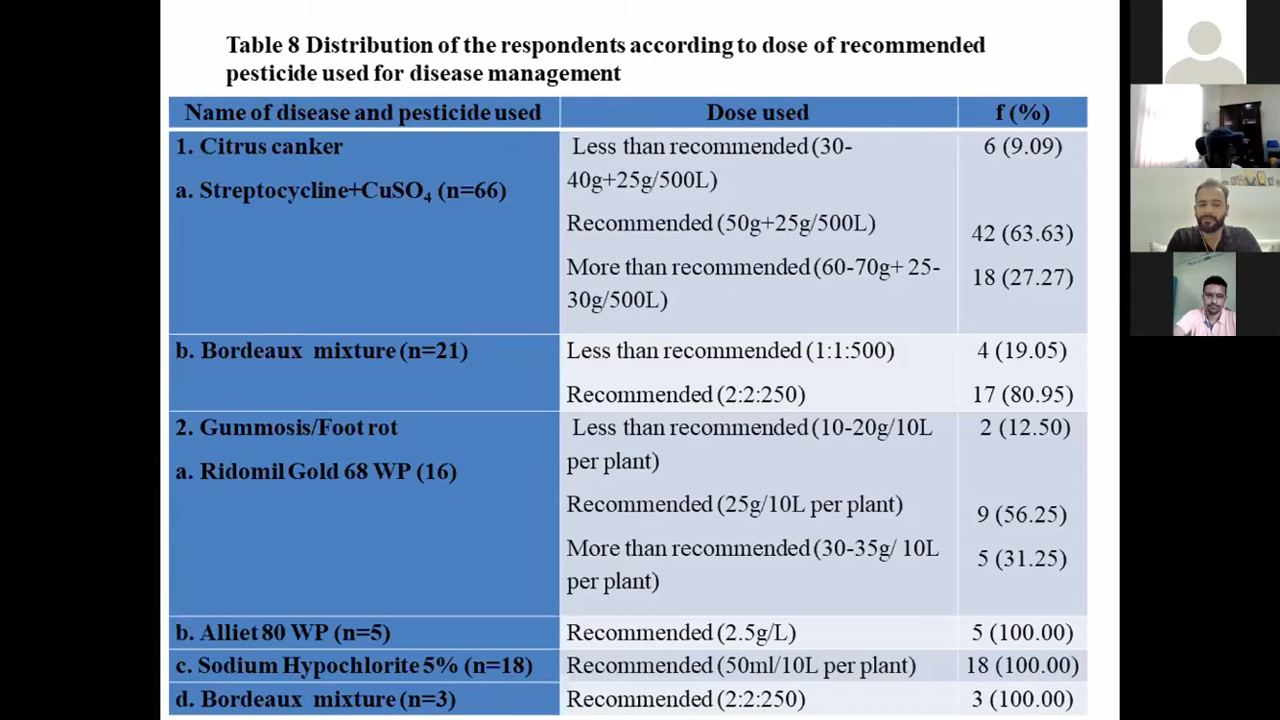 Table 8 Distribution of the respondents according to dose of recommended
pesticide used for disease management
Name of disease and pesticide used
Dose used
f (%)
1. Citrus canker
a. Streptocycline+CuSO₄ (n=66)
Less than recommended (30-
40g+25g/500L)
6 (9.09)
Recommended (50g+25g/500L)
42 (63.63)
More than recommended (60-70g+ 25-
30g/500L)
18 (27.27)
b. Bordeaux mixture (n=21)
Less than recommended (1:1:500)
4 (19.05)
Recommended (2:2:250)
17 (80.95)
2. Gummosis/Foot rot
a. Ridomil Gold 68 WP (16)
Less than recommended (10-20g/10L
per plant)
2 (12.50)
Recommended (25g/10L per plant)
9 (56.25)
More than recommended (30-35g/ 10L
per plant)
5 (31.25)
b. Alliet 80 WP (n=5)
Recommended (2.5g/L)
5 (100.00)
c. Sodium Hypochlorite 5% (n=18)
Recommended (50ml/10L per plant)
18 (100.00)
d. Bordeaux mixture (n=3)
Recommended (2:2:250)
3 (100.00)